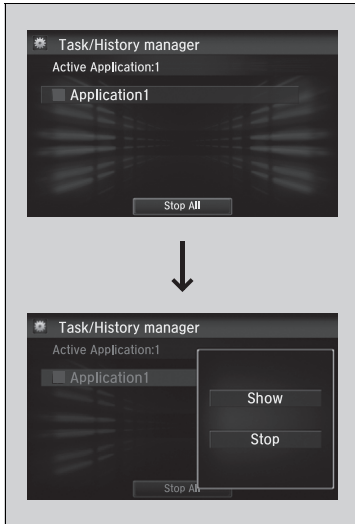 Task/History manager
Active Application:1
Application1
Stop All
Task/History manager
Active Application:1
Application1
Show
Stop
Stop All